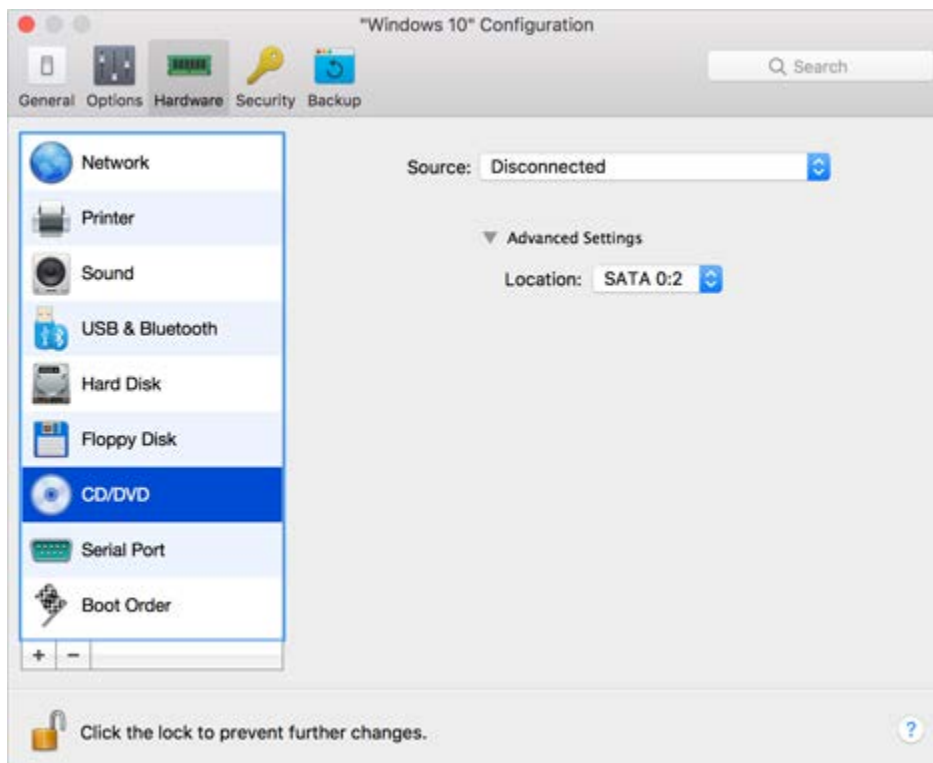 "Windows 10" Configuration
General Options Hardware Security Backup
Search
Network
Printer
Sound
USB & Bluetooth
Hard Disk
Floppy Disk
CD/DVD
Serial Port
Boot Order
+ −
Source: Disconnected
Advanced Settings
Location: SATA 0:2
Click the lock to prevent further changes.
?